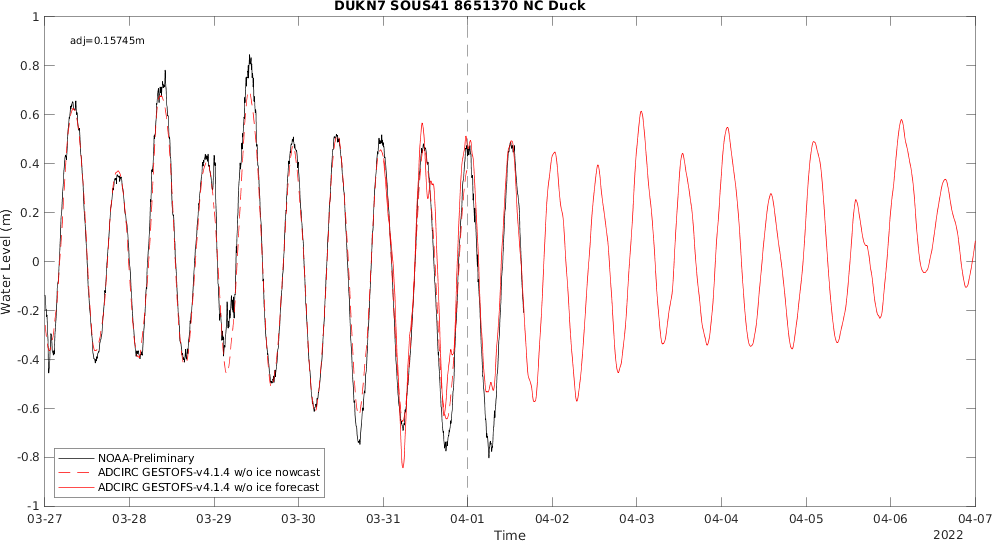 DUKN7 SOUS41 8651370 NC Duck
adj=0.15745m
1
0.8
0.6
0.4
0.2
0
-0.2
-0.4
-0.6
-0.8
-1
Water Level (m)
NOAA-Preliminary
ADCIRC GESTOFS-v4.1.4 w/o ice nowcast
ADCIRC GESTOFS-v4.1.4 w/o ice forecast
03-27 03-28 03-29 03-30 03-31 04-01 04-02 04-03 04-04 04-05 04-06 04-07
Time
2022